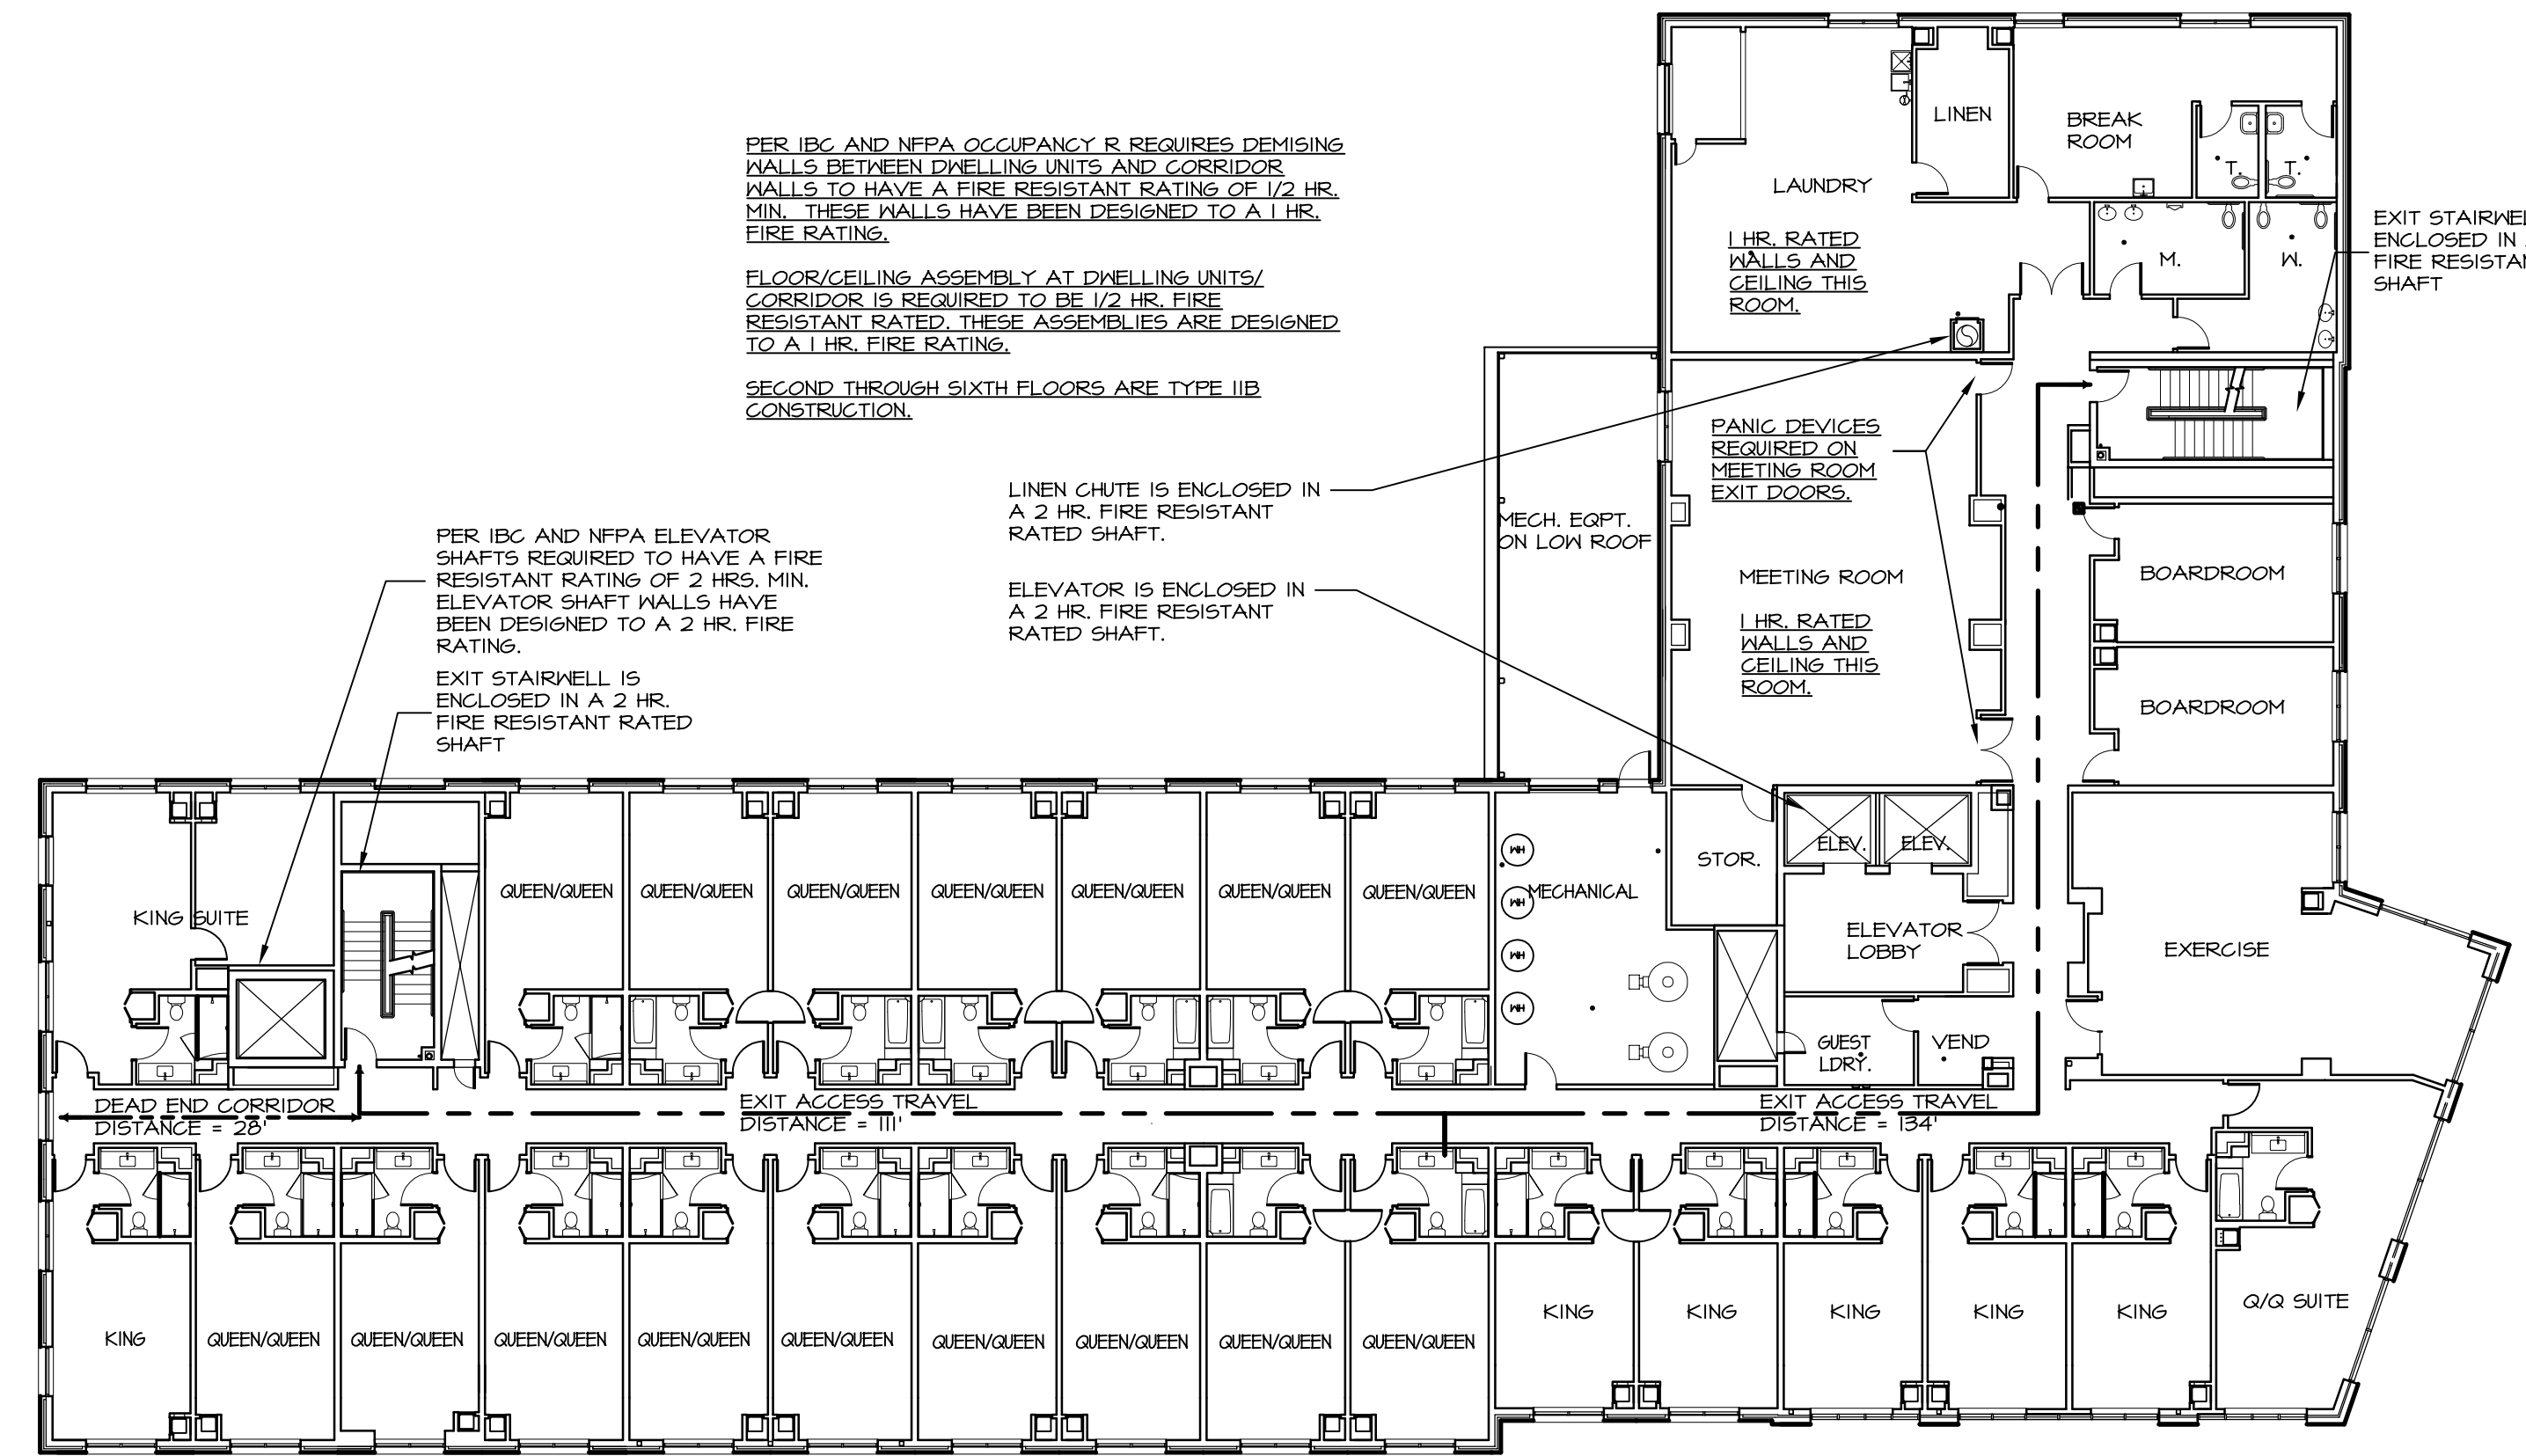 PER IBC AND NFPA OCCUPANCY R REQUIRES DEMISING
WALLS BETWEEN DWELLING UNITS AND CORRIDOR
WALLS TO HAVE A FIRE RESISTANT RATING OF 1/2 HR.
MIN. THESE WALLS HAVE BEEN DESIGNED TO A 1 HR.
FIRE RATING.
FLOOR/CEILING ASSEMBLY AT DWELLING UNITS/
CORRIDOR IS REQUIRED TO BE 1/2 HR. FIRE
RESISTANT RATED. THESE ASSEMBLIES ARE DESIGNED
TO A 1 HR. FIRE RATING.
SECOND THROUGH SIXTH FLOORS ARE TYPE IIB
CONSTRUCTION.
LINEN
BREAK
ROOM
T.
T.
LAUNDRY
1 HR. RATED
WALLS AND
CEILING THIS
ROOM.
M.
W.
EXIT STAIRWEL
ENCLOSED IN
FIRE RESISTAN
SHAFT
PANIC DEVICES
REQUIRED ON
MEETING ROOM
EXIT DOORS.
LINEN CHUTE IS ENCLOSED IN
A 2 HR. FIRE RESISTANT
RATED SHAFT.
MECH. EQPT.
ON LOW ROOF
PER IBC AND NFPA ELEVATOR
SHAFTS REQUIRED TO HAVE A FIRE
RESISTANT RATING OF 2 HRS. MIN.
ELEVATOR SHAFT WALLS HAVE
BEEN DESIGNED TO A 2 HR. FIRE
RATING.
ELEVATOR IS ENCLOSED IN
A 2 HR. FIRE RESISTANT
RATED SHAFT.
MEETING ROOM
1 HR. RATED
WALLS AND
CEILING THIS
ROOM.
BOARDROOM
BOARDROOM
EXIT STAIRWELL IS
ENCLOSED IN A 2 HR.
FIRE RESISTANT RATED
SHAFT
KING SUITE
QUEEN/QUEEN
QUEEN/QUEEN
QUEEN/QUEEN
QUEEN/QUEEN
QUEEN/QUEEN
QUEEN/QUEEN
QUEEN/QUEEN
HW
HW
HW
HW
MECHANICAL
STOR.
ELEV.
ELEV.
ELEVATOR
LOBBY
EXERCISE
GUEST
LDRY.
VEND
DEAD END CORRIDOR
DISTANCE = 28'
EXIT ACCESS TRAVEL
DISTANCE = 111'
EXIT ACCESS TRAVEL
DISTANCE = 134'
KING
QUEEN/QUEEN
QUEEN/QUEEN
QUEEN/QUEEN
QUEEN/QUEEN
QUEEN/QUEEN
QUEEN/QUEEN
QUEEN/QUEEN
QUEEN/QUEEN
QUEEN/QUEEN
KING
KING
KING
KING
KING
Q/Q SUITE